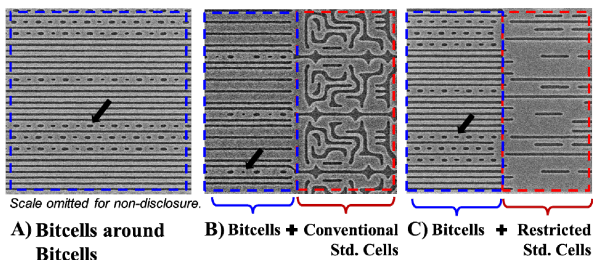 Scale omitted for non-disclosure.
A) Bitcells around
Bitcells
B) Bitcells + Conventional
Std. Cells
C) Bitcells + Restricted
Std. Cells